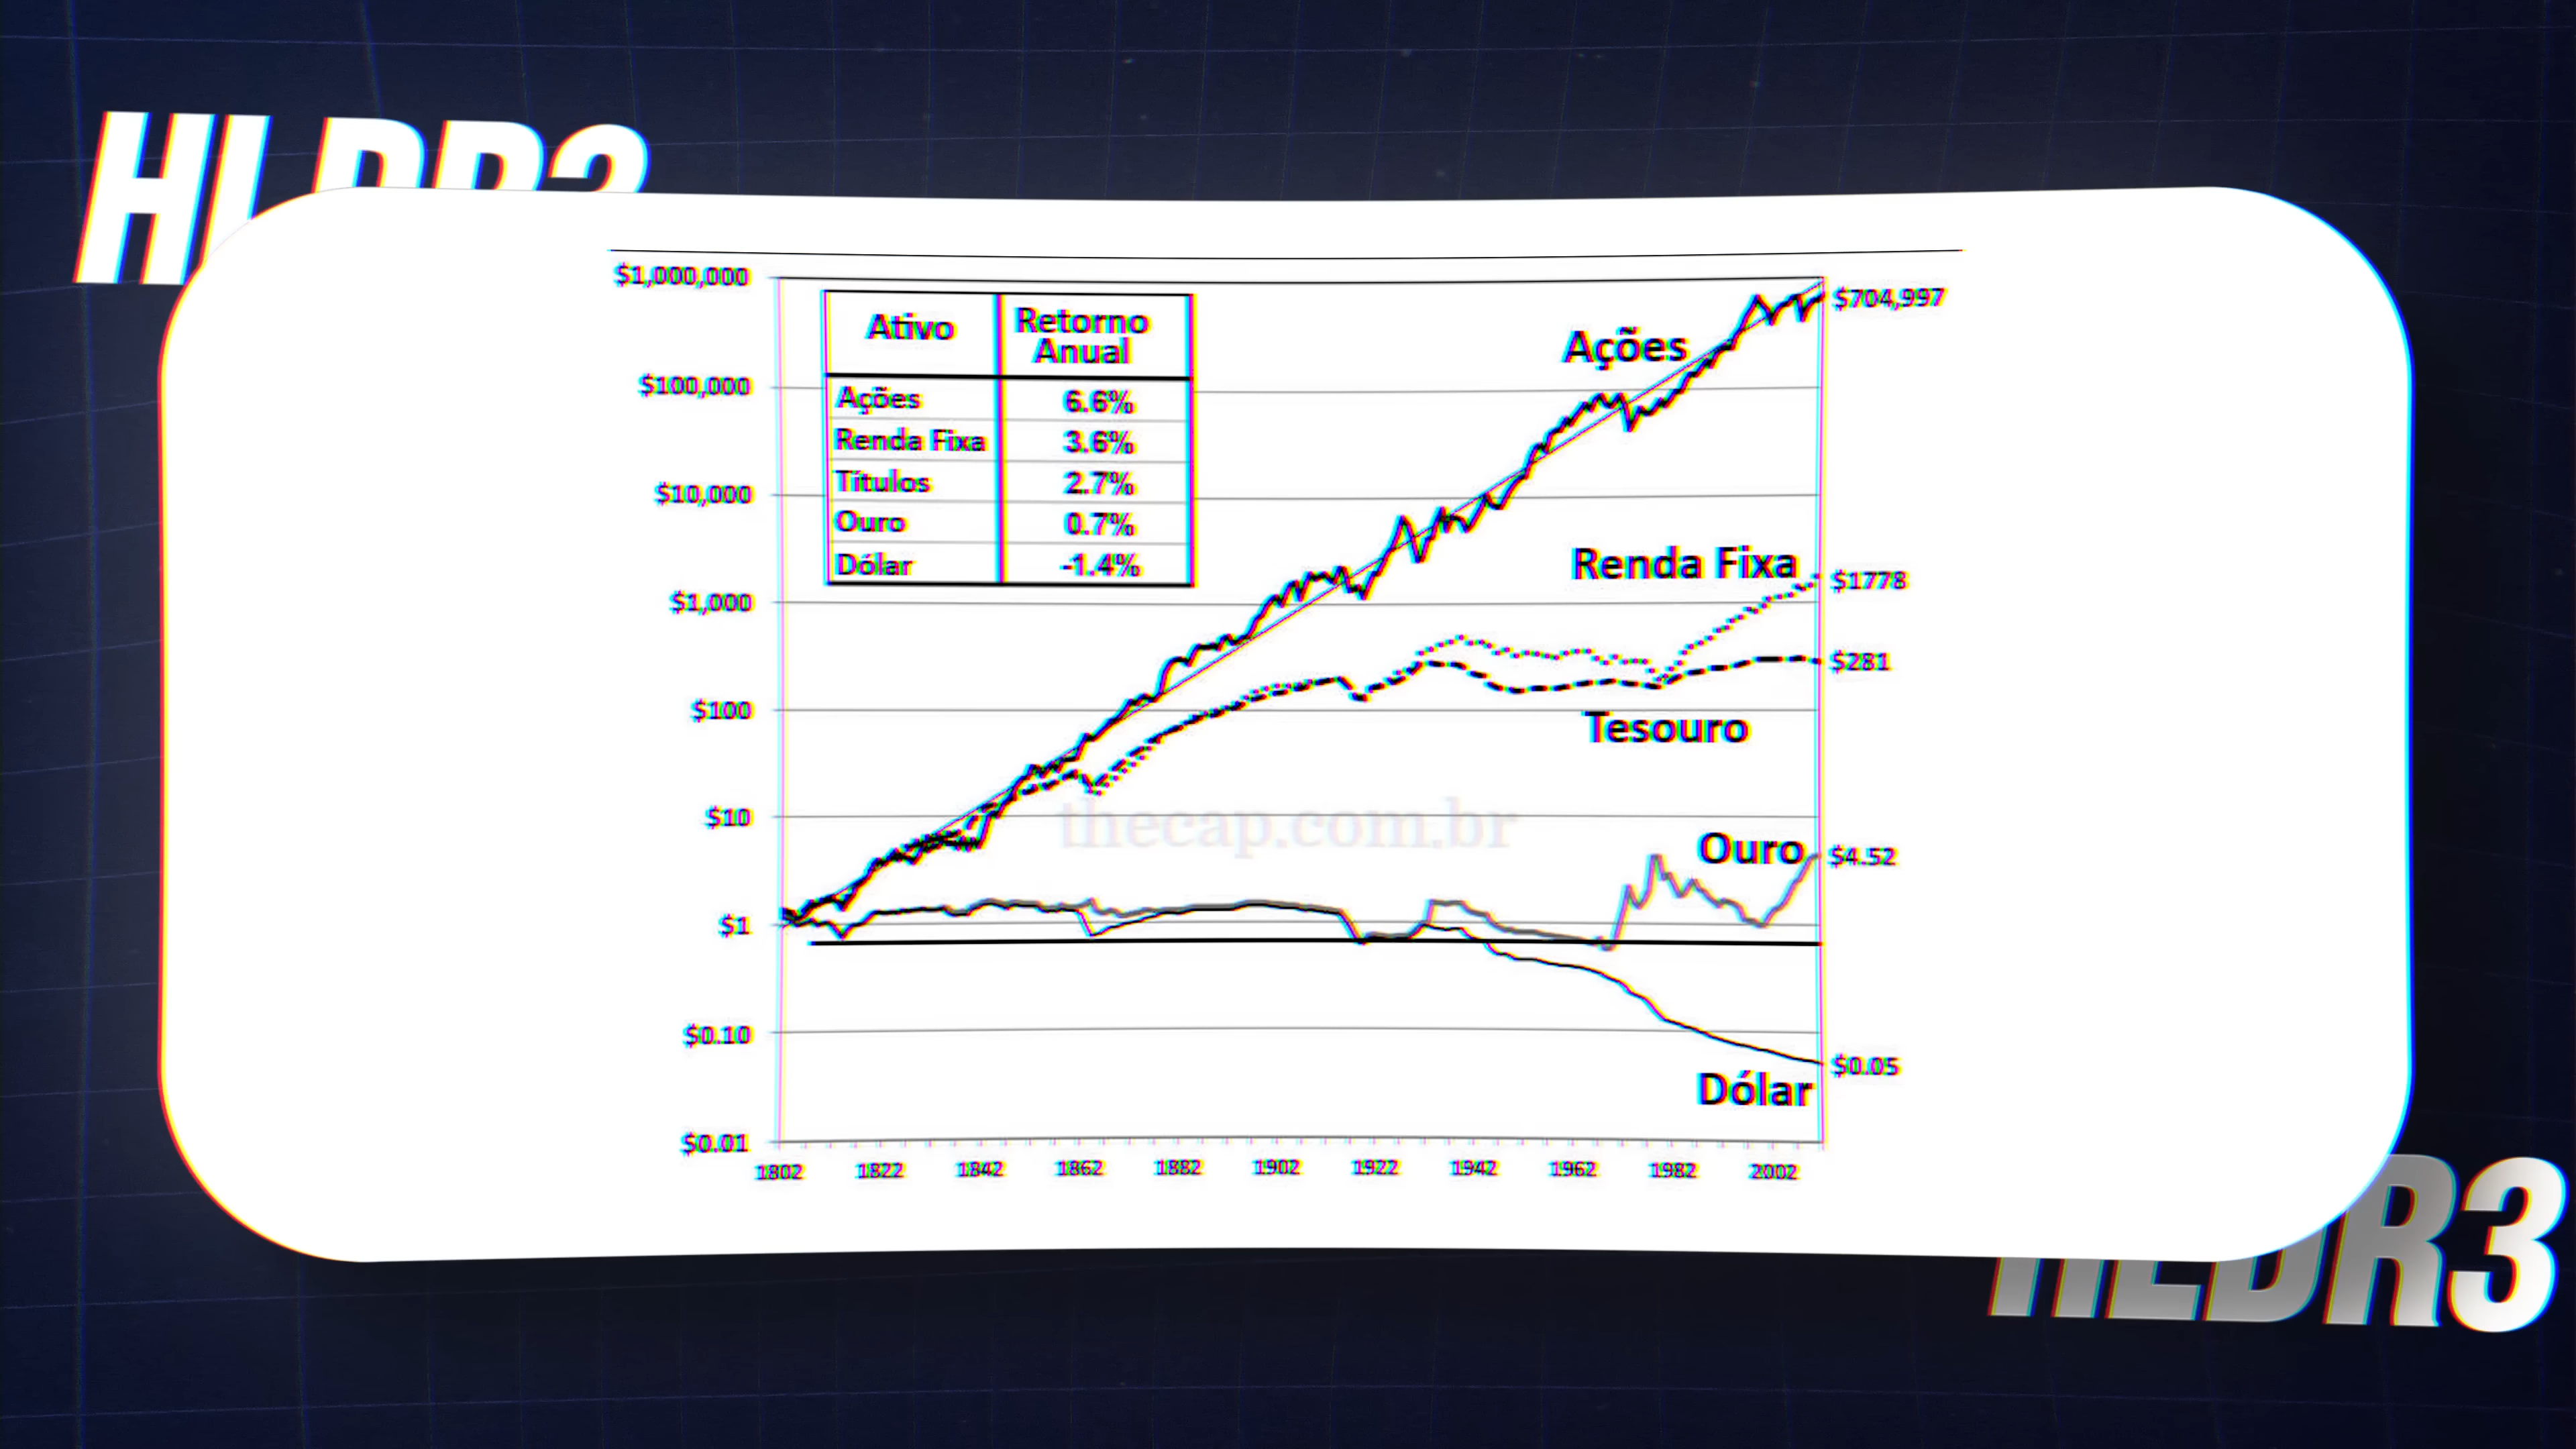 HLDR3
$1,000,000
$100,000
$10,000
$1,000
$100
$10
$1
$0.10
$0.01
Ativo Retorno Anual
Ações 6.6%
Renda Fixa 3.6%
Títulos 2.7%
Ouro 0.7%
Dólar -1.4%
Ações
$704,997
Renda Fixa
$1778
$281
Tesouro
thecap.com.br
Ouro
$4.52
$0.05
Dólar
1802 1822 1842 1862 1882 1902 1922 1942 1962 1982 2002
HLDR3